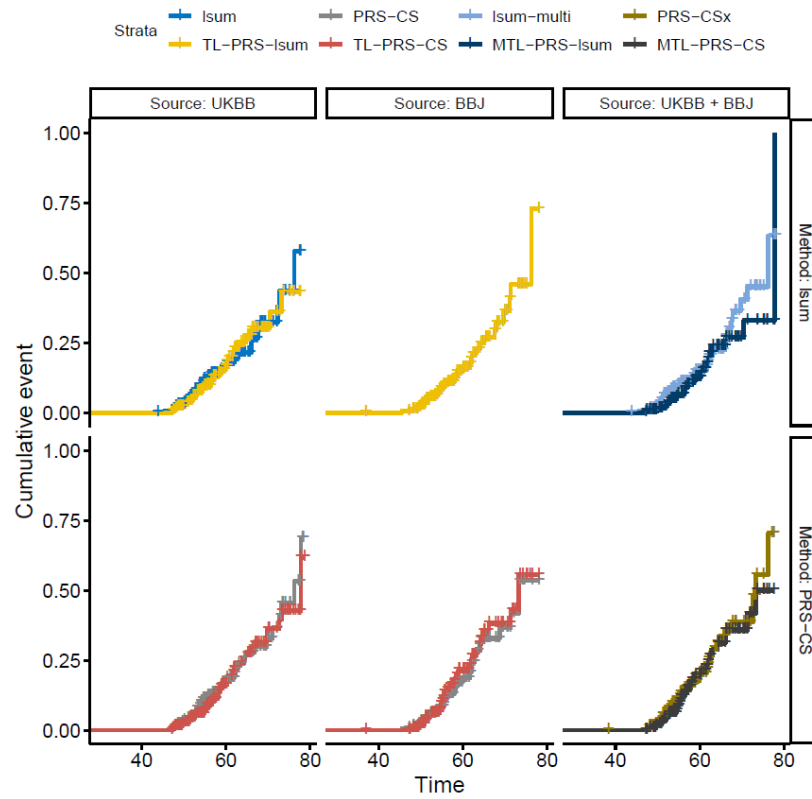 Strata
lsum PRS−CS lsum−multi PRS−CSx
TL−PRS−lsum TL−PRS−CS MTL−PRS−lsum MTL−PRS−CS
Source: UKBB Source: BBJ Source: UKBB + BBJ
1.00
0.75
0.50
0.25
0.00
Method: lsum
Cumulative event
1.00
0.75
0.50
0.25
0.00
Method: PRS−CS
40 60 80 40 60 80 40 60 80
Time